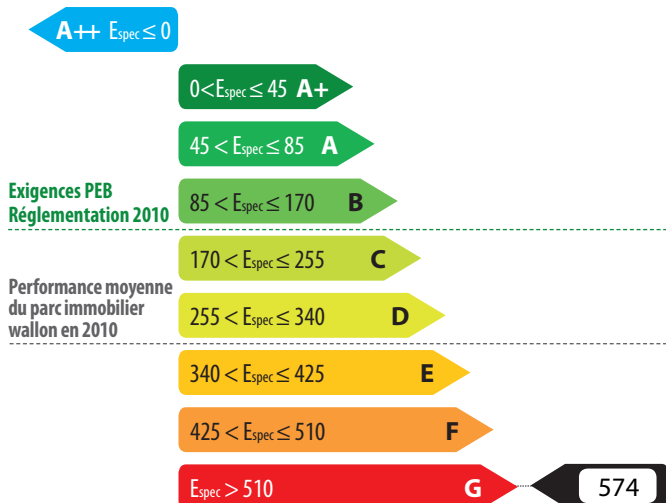 A++ Espec ≤ 0
0 < Espec ≤ 45 A+
45 < Espec ≤ 85 A
Exigences PEB
Réglementation 2010
85 < Espec ≤ 170 B
170 < Espec ≤ 255 C
Performance moyenne
du parc immobilier
wallon en 2010
255 < Espec ≤ 340 D
340 < Espec ≤ 425 E
425 < Espec ≤ 510 F
Espec > 510 G 574